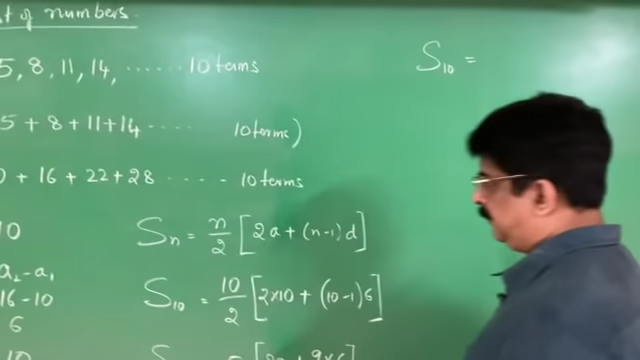 of numbers.
5, 8, 11, 14, ...... 10 terms
5 + 8 + 11 + 14 ..... 10 terms)
0 + 16 + 22 + 28 ...... 10 terms
10
a₂ - a₁
16 - 10
6
10
Sₙ = n/2 [2a + (n-1)d]
S₁₀ = 10/2 [2×10 + (10-1)6]
S₁₀ =